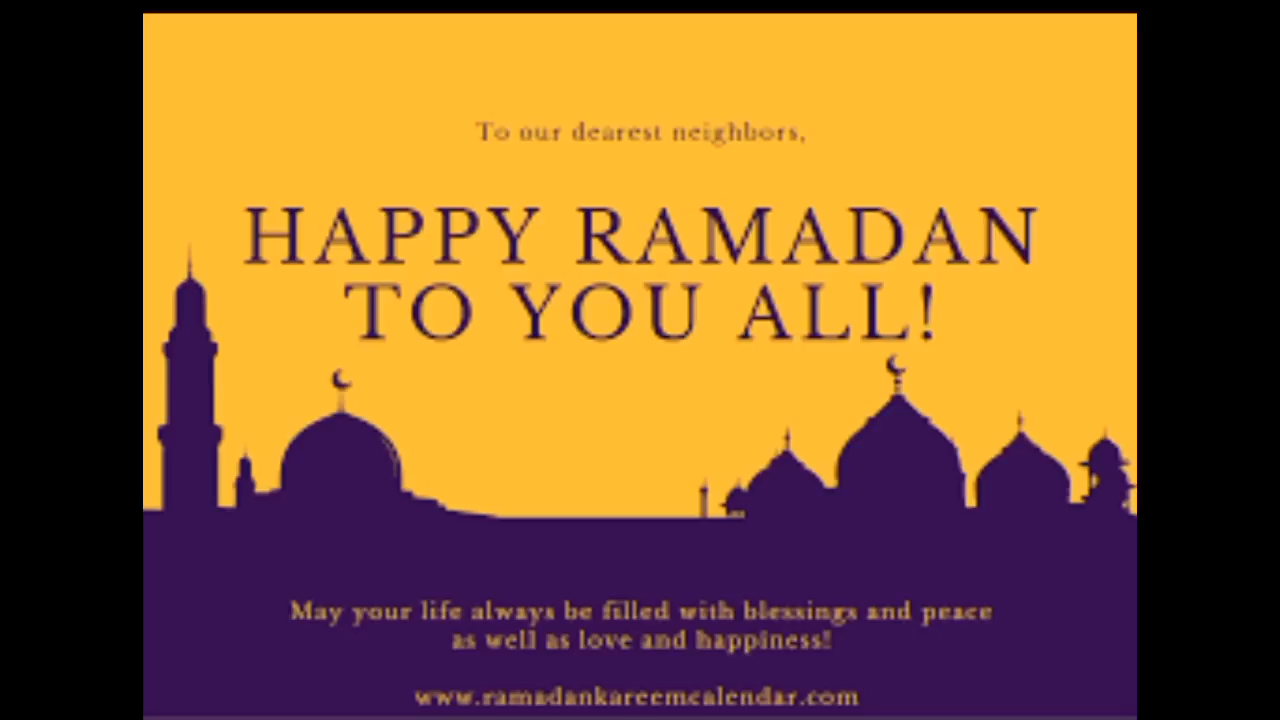 To our dearest neighbors,
HAPPY RAMADAN
TO YOU ALL!
May your life always be filled with blessings and peace
as well as love and happiness!
www.ramadankareemcalendar.com